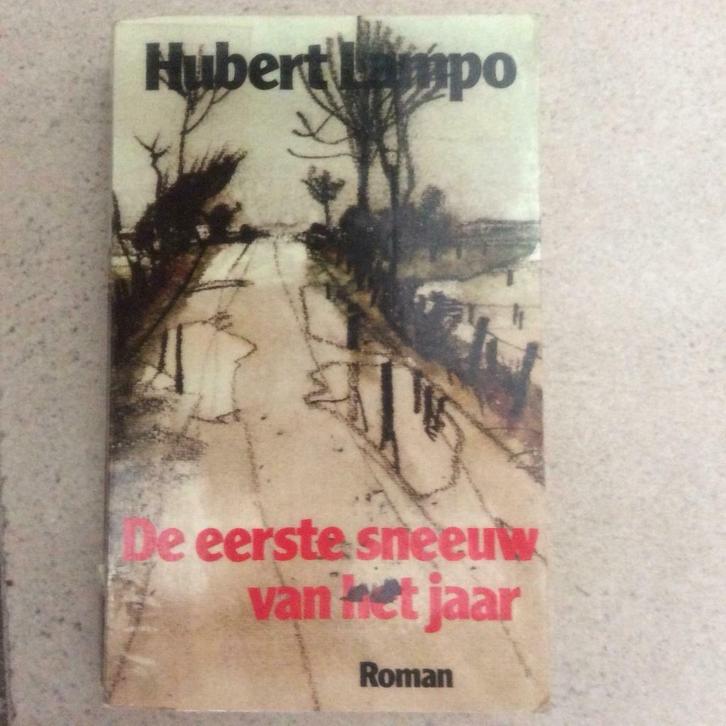 Hubert Lampo
De eerste sneeuw
van het jaar
Roman